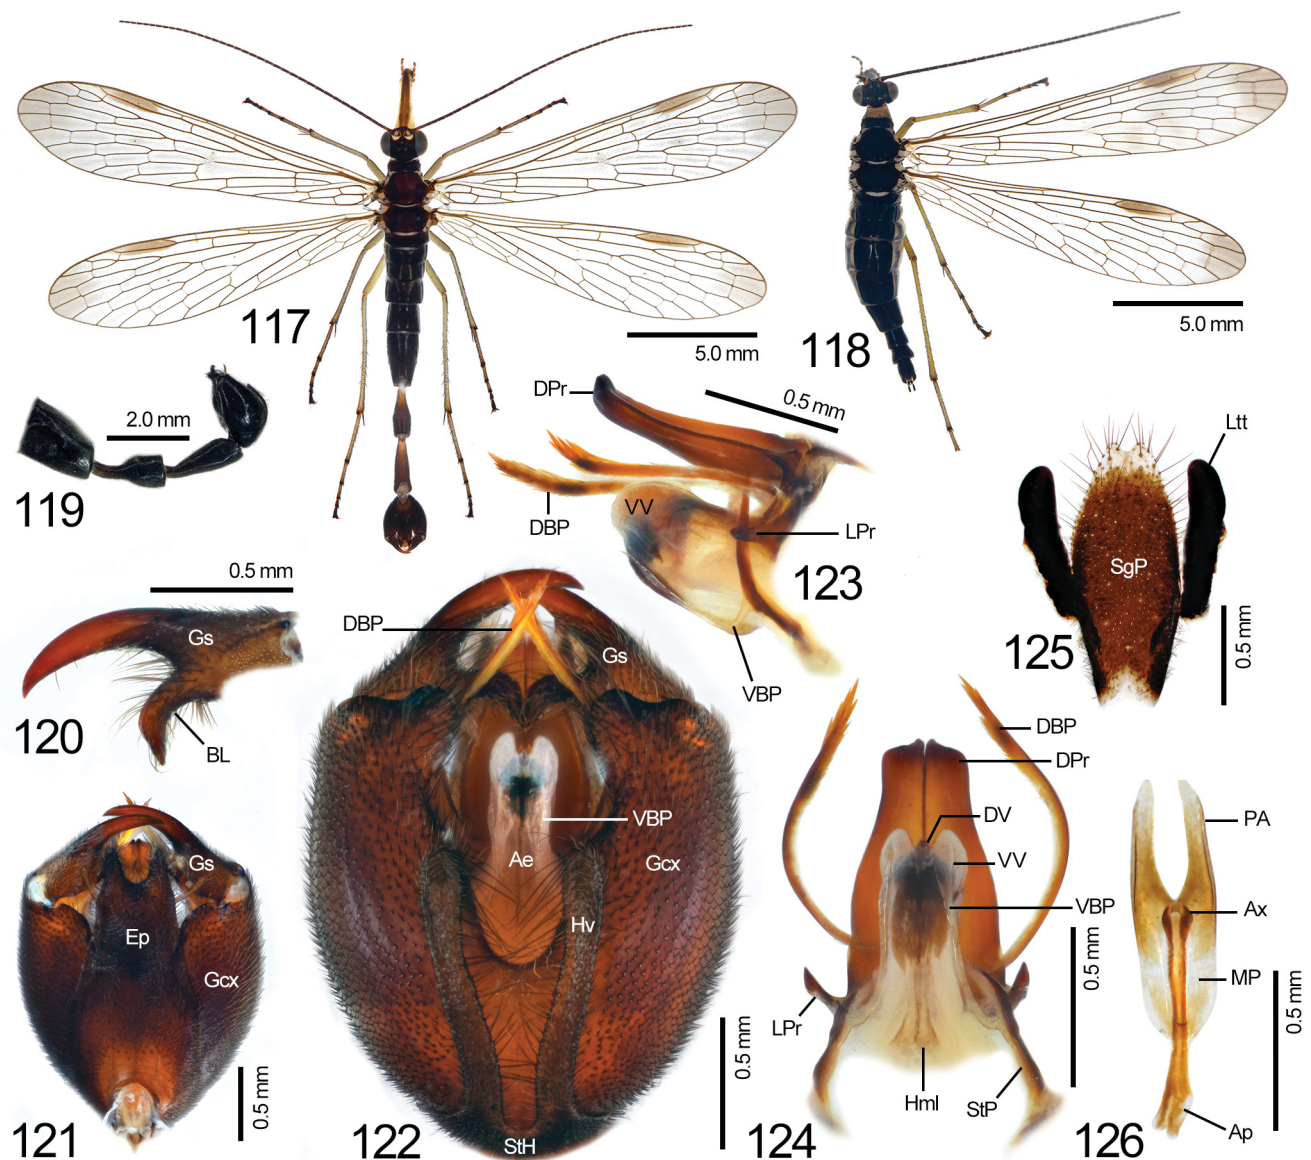 117
5.0 mm
118
5.0 mm
119
2.0 mm
DPr
0.5 mm
DBP
VV
LPr
VBP
123
Ltt
SgP
125
0.5 mm
0.5 mm
Gs
BL
120
DBP
Gs
VBP
Ae
Gcx
Hv
StH
0.5 mm
122
Gs
Ep
Gcx
0.5 mm
121
DBP
DPr
DV
VV
VBP
0.5 mm
LPr
Hml
StP
124
PA
Ax
MP
0.5 mm
Ap
126